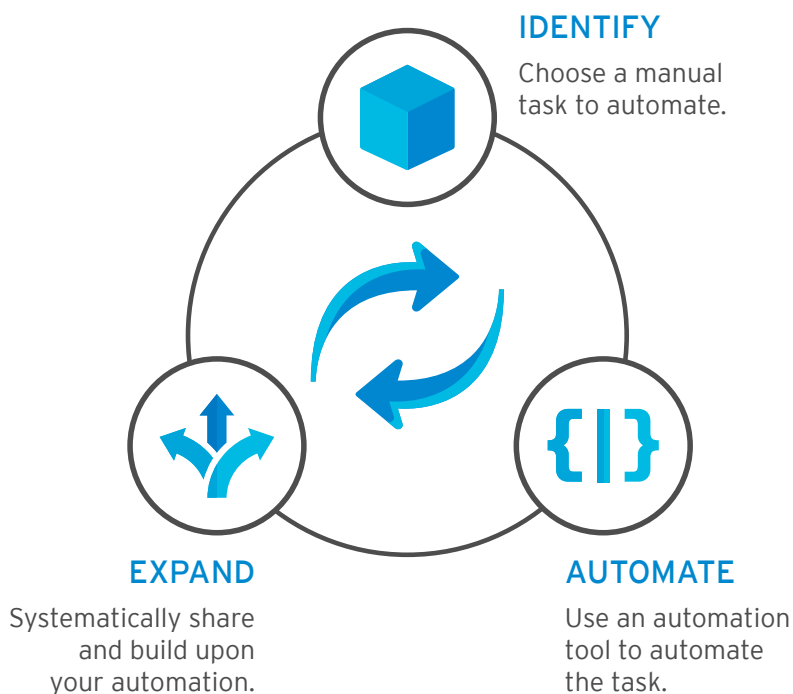 IDENTIFY
Choose a manual
task to automate.
EXPAND
Systematically share
and build upon
your automation.
AUTOMATE
Use an automation
tool to automate
the task.